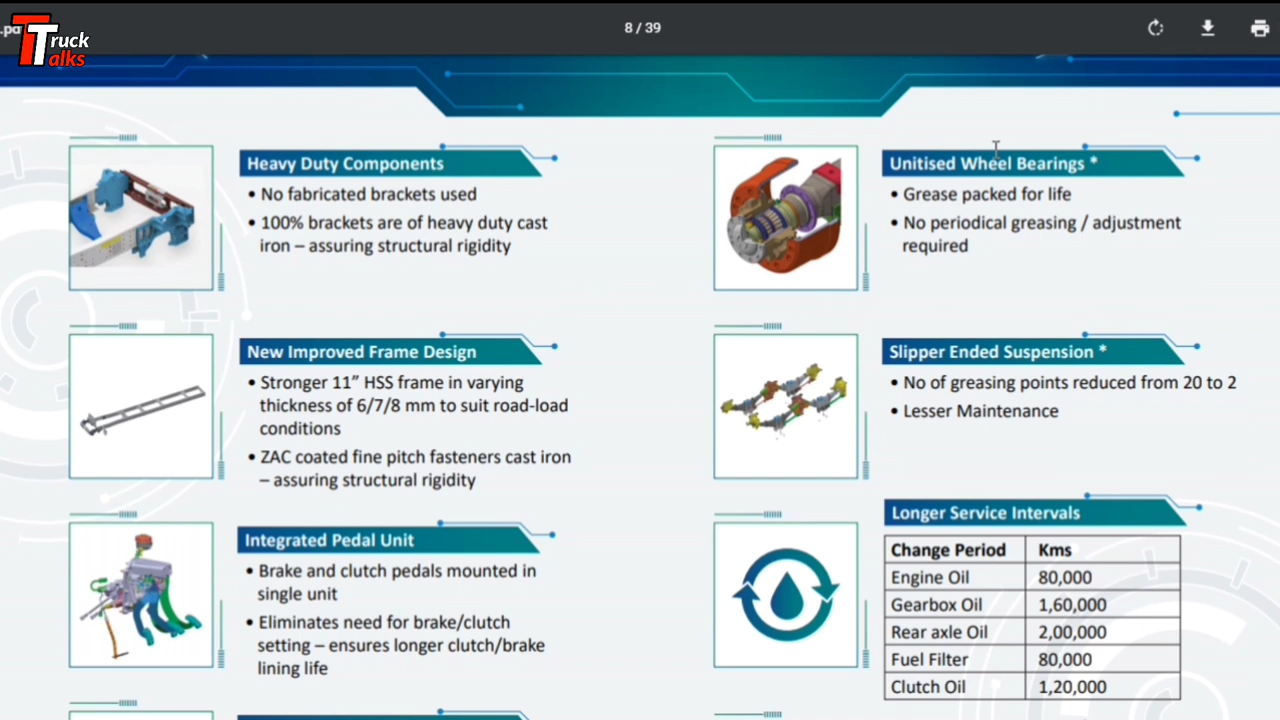 .pa
Truck
Talks
8 / 39
Heavy Duty Components
• No fabricated brackets used
• 100% brackets are of heavy duty cast
iron – assuring structural rigidity
New Improved Frame Design
• Stronger 11” HSS frame in varying
thickness of 6/7/8 mm to suit road-load
conditions
• ZAC coated fine pitch fasteners cast iron
– assuring structural rigidity
Integrated Pedal Unit
• Brake and clutch pedals mounted in
single unit
• Eliminates need for brake/clutch
setting – ensures longer clutch/brake
lining life
Unitised Wheel Bearings *
• Grease packed for life
• No periodical greasing / adjustment
required
Slipper Ended Suspension *
• No of greasing points reduced from 20 to 2
• Lesser Maintenance
Longer Service Intervals
Change Period Kms
Engine Oil 80,000
Gearbox Oil 1,60,000
Rear axle Oil 2,00,000
Fuel Filter 80,000
Clutch Oil 1,20,000